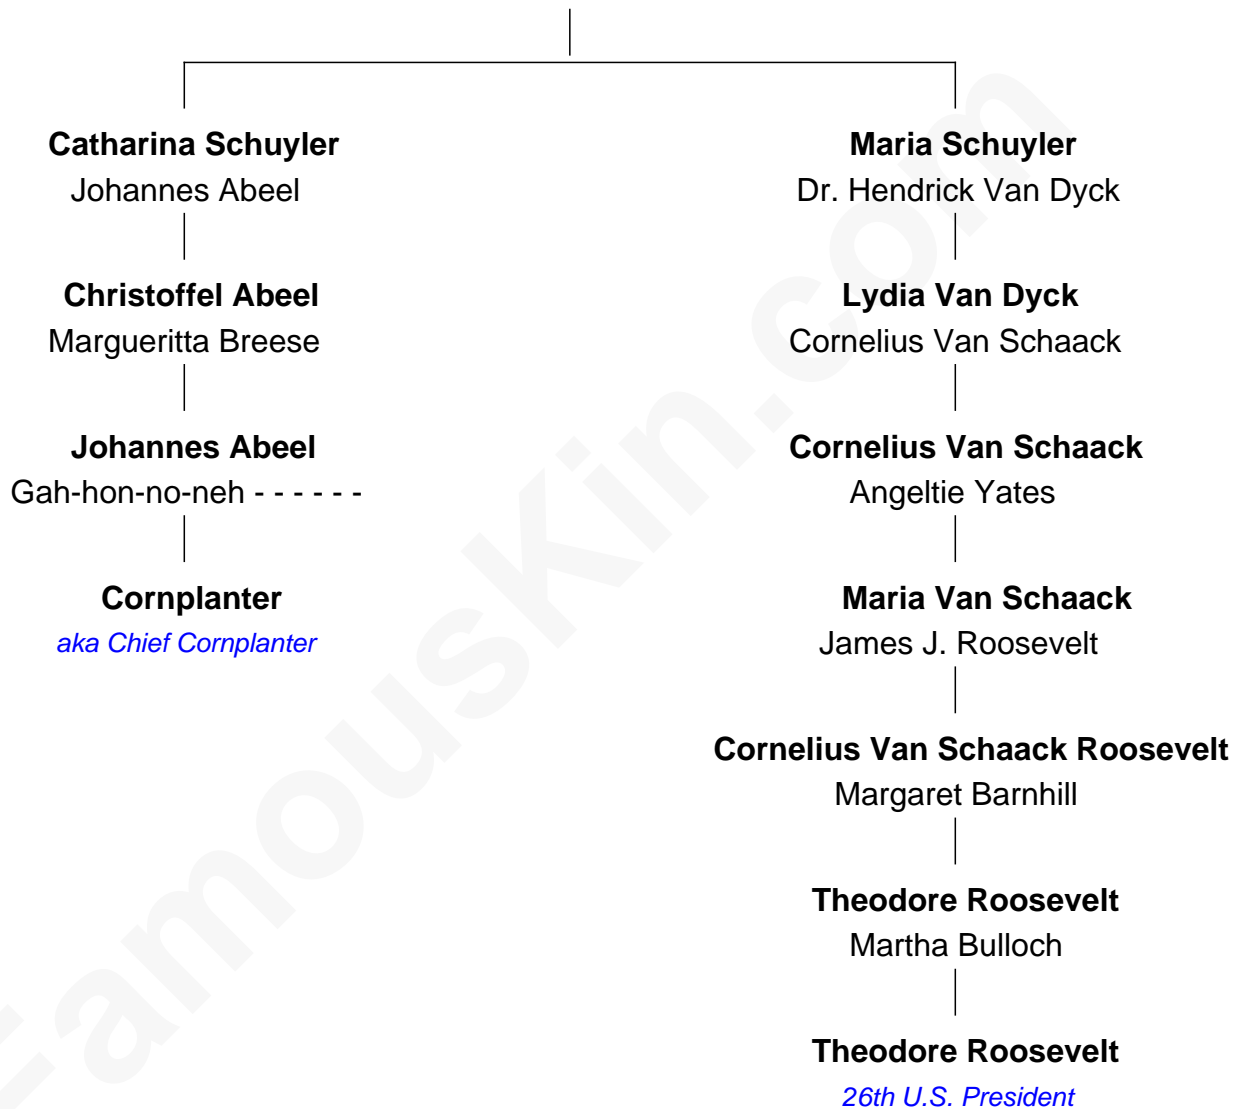 Catharina Schuyler
Johannes Abeel
Christoffel Abeel
Margueritta Breese
Johannes Abeel
Gah-hon-no-neh - - - - - -
Cornplanter
aka Chief Cornplanter
Maria Schuyler
Dr. Hendrick Van Dyck
Lydia Van Dyck
Cornelius Van Schaack
Cornelius Van Schaack
Angeltie Yates
Maria Van Schaack
James J. Roosevelt
Cornelius Van Schaack Roosevelt
Margaret Barnhill
Theodore Roosevelt
Martha Bulloch
Theodore Roosevelt
26th U.S. President
FamousKin.com